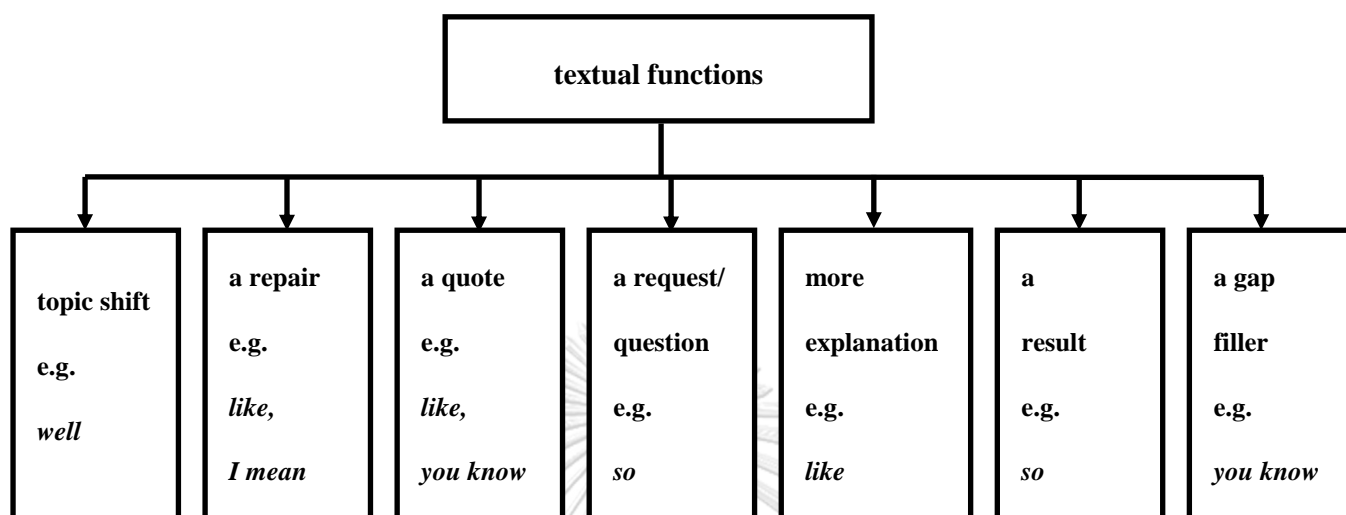 textual functions
topic shift
e.g.
well
a repair
e.g.
like,
I mean
a quote
e.g.
like,
you know
a request/
question
e.g.
so
more
explanation
e.g.
like
a
result
e.g.
so
a gap
filler
e.g.
you know